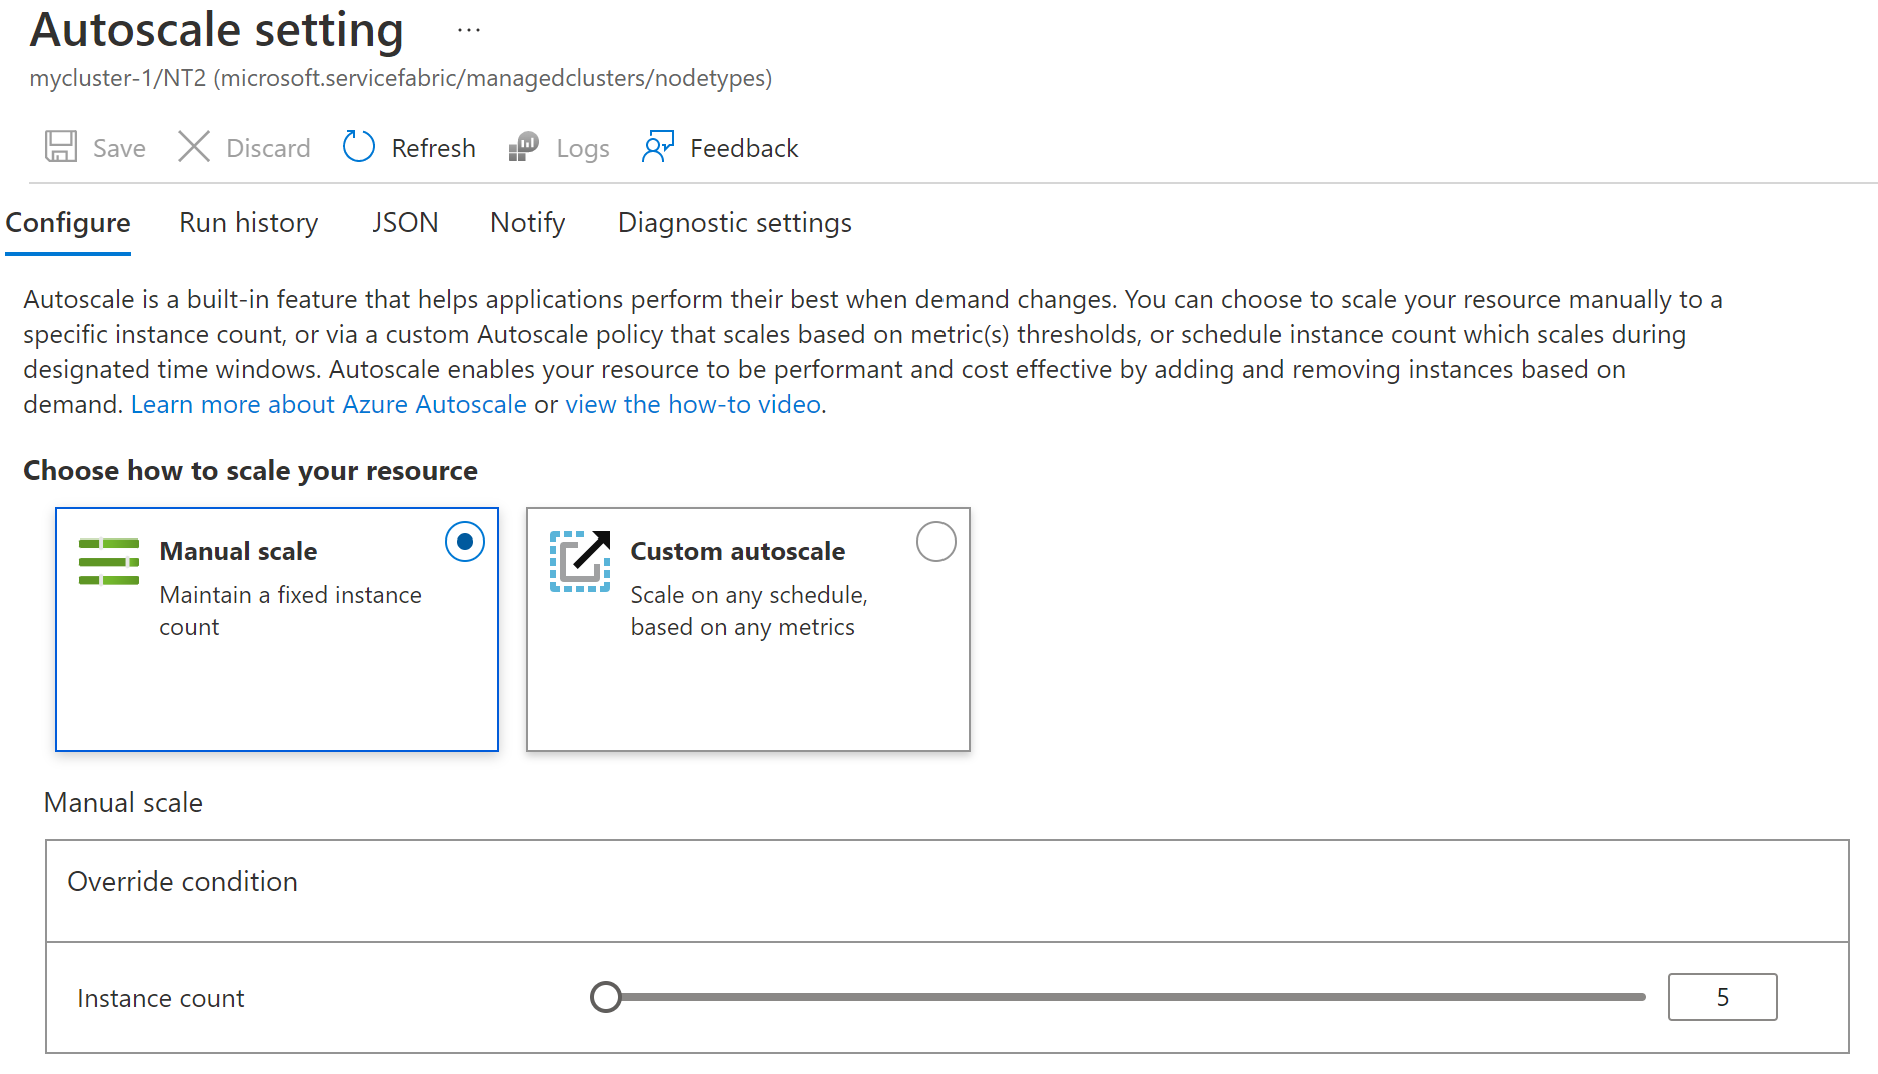 Autoscale setting ...
mycluster-1/NT2 (microsoft.servicefabric/managedclusters/nodetypes)
Save Discard Refresh Logs Feedback
Configure Run history JSON Notify Diagnostic settings
Autoscale is a built-in feature that helps applications perform their best when demand changes. You can choose to scale your resource manually to a
specific instance count, or via a custom Autoscale policy that scales based on metric(s) thresholds, or schedule instance count which scales during
designated time windows. Autoscale enables your resource to be performant and cost effective by adding and removing instances based on
demand. Learn more about Azure Autoscale or view the how-to video.
Choose how to scale your resource
Manual scale
Maintain a fixed instance
count
Custom autoscale
Scale on any schedule,
based on any metrics
Manual scale
Override condition
Instance count 5